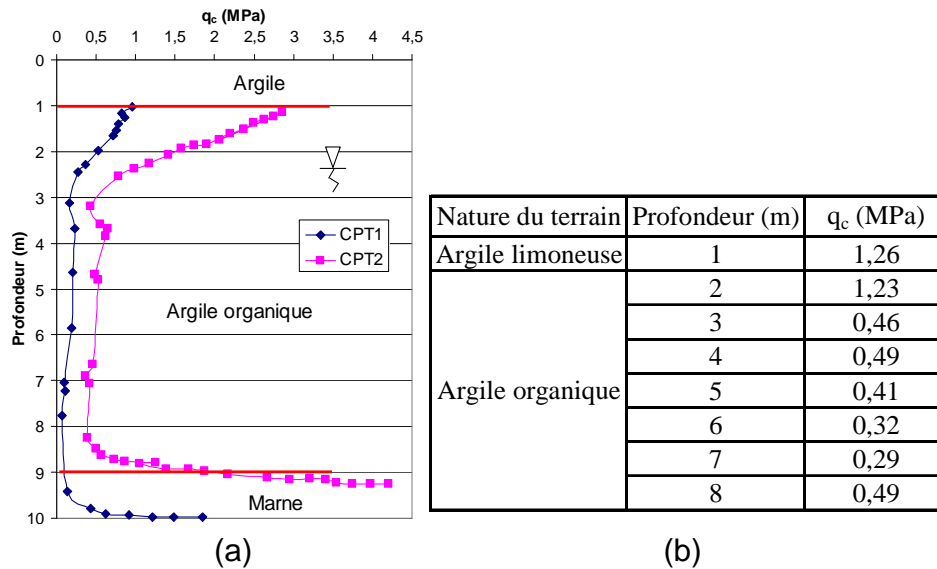 qc (MPa)
0 0,5 1 1,5 2 2,5 3 3,5 4 4,5
0
1
2
3
4
5
6
7
8
9
10
Profondeur (m)
Argile
CPT1
CPT2
Argile organique
Marne
(a)
Nature du terrain Profondeur (m) qc (MPa)
Argile limoneuse 1 1,26
Argile organique
2 1,23
3 0,46
4 0,49
5 0,41
6 0,32
7 0,29
8 0,49
(b)